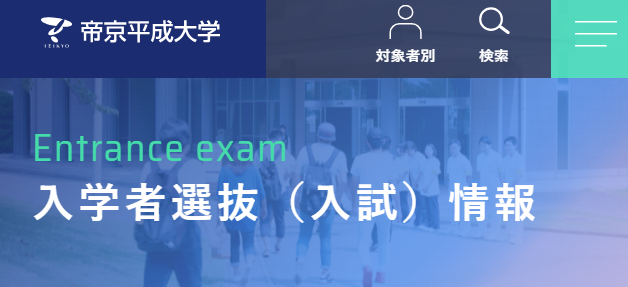 帝京平成大学
TEIKYO
対象者別
検索
Entrance exam
入学者選抜（入試）情報